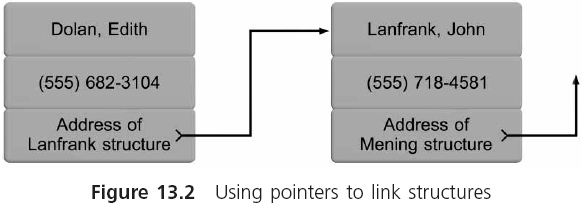 Dolan, Edith
(555) 682-3104
Address of
Lanfrank structure
Lanfrank, John
(555) 718-4581
Address of
Mening structure
Figure 13.2 Using pointers to link structures